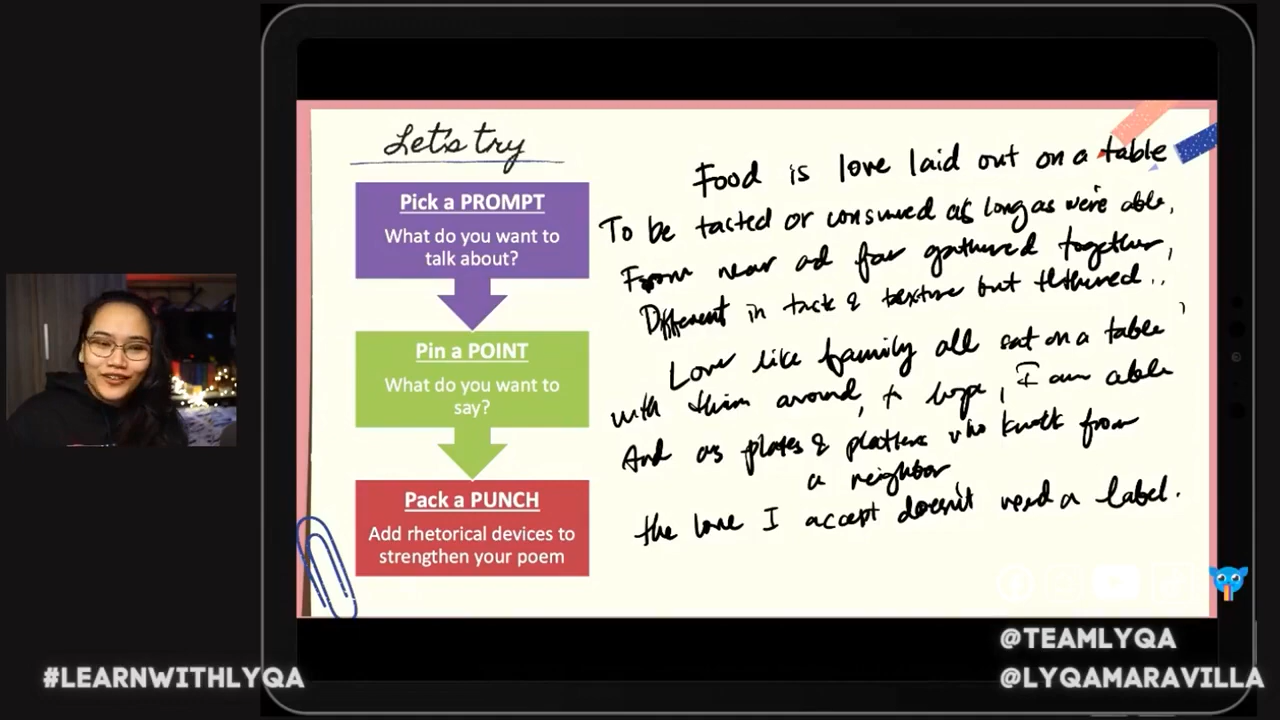 Let's try
Pick a PROMPT
What do you want to
talk about?
Pin a POINT
What do you want to
say?
Pack a PUNCH
Add rhetorical devices to
strengthen your poem
Food is love laid out on a table
To be tasted or consumed as long as we're able,
From near ad far gathered together,
Different in taste & texture but tethered..
Love like family all sat on a table
with them around, to hope, I am able
And as plates & platters who knock from
a neighbor,
the love I accept doesn't need a label.
#LEARNWITHLYQA
@TEAMLYQA
@LYQAMARAVILLA